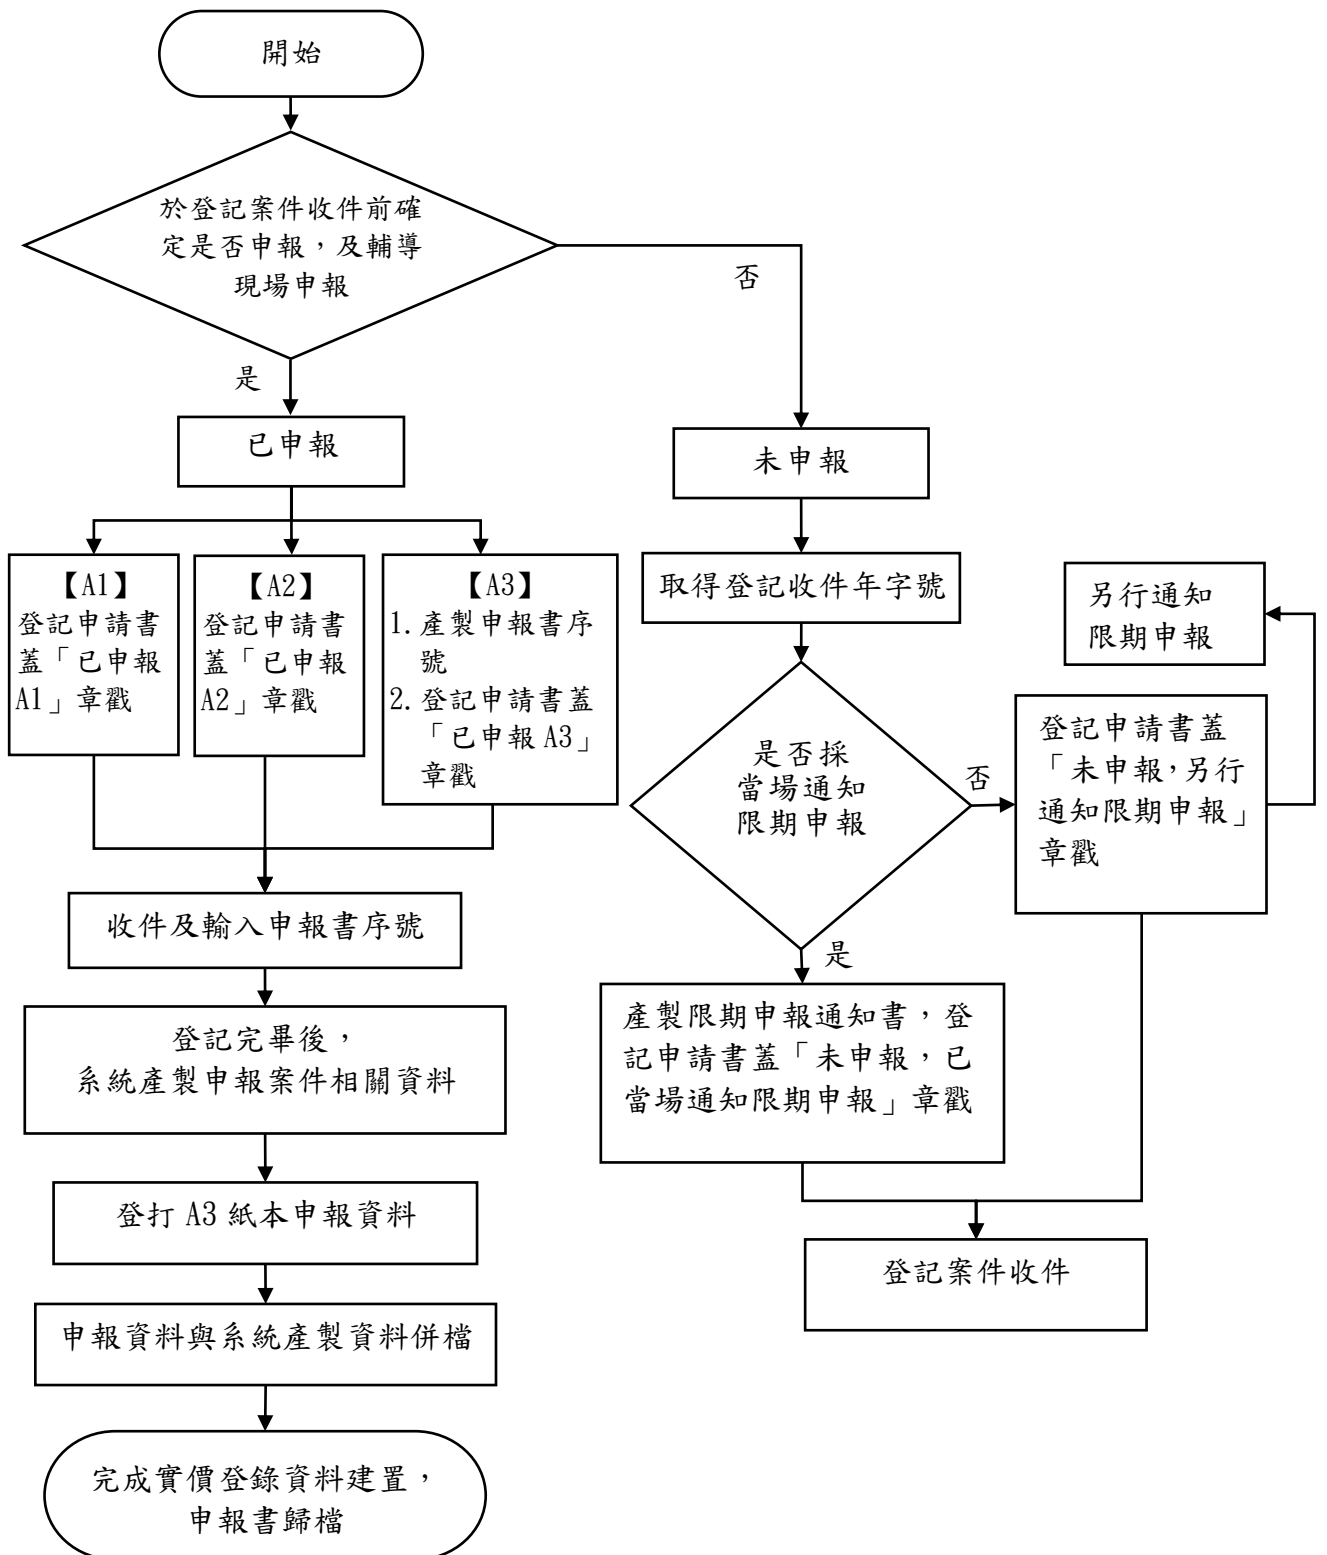 開始
於登記案件收件前確
定是否申報，及輔導
現場申報
否
是
已申報
未申報
【A1】
登記申請書
蓋「已申報
A1」章戳
【A2】
登記申請書
蓋「已申報
A2」章戳
【A3】
1. 產製申報書序
號
2. 登記申請書蓋
「已申報 A3」
章戳
取得登記收件年字號
另行通知
限期申報
是否採
當場通知
限期申報
否
登記申請書蓋
「未申報，另行
通知限期申報」
章戳
是
收件及輸入申報書序號
產製限期申報通知書，登
記申請書蓋「未申報，已
當場通知限期申報」章戳
登記完畢後，
系統產製申報案件相關資料
登打 A3 紙本申報資料
登記案件收件
申報資料與系統產製資料併檔
完成實價登錄資料建置，
申報書歸檔